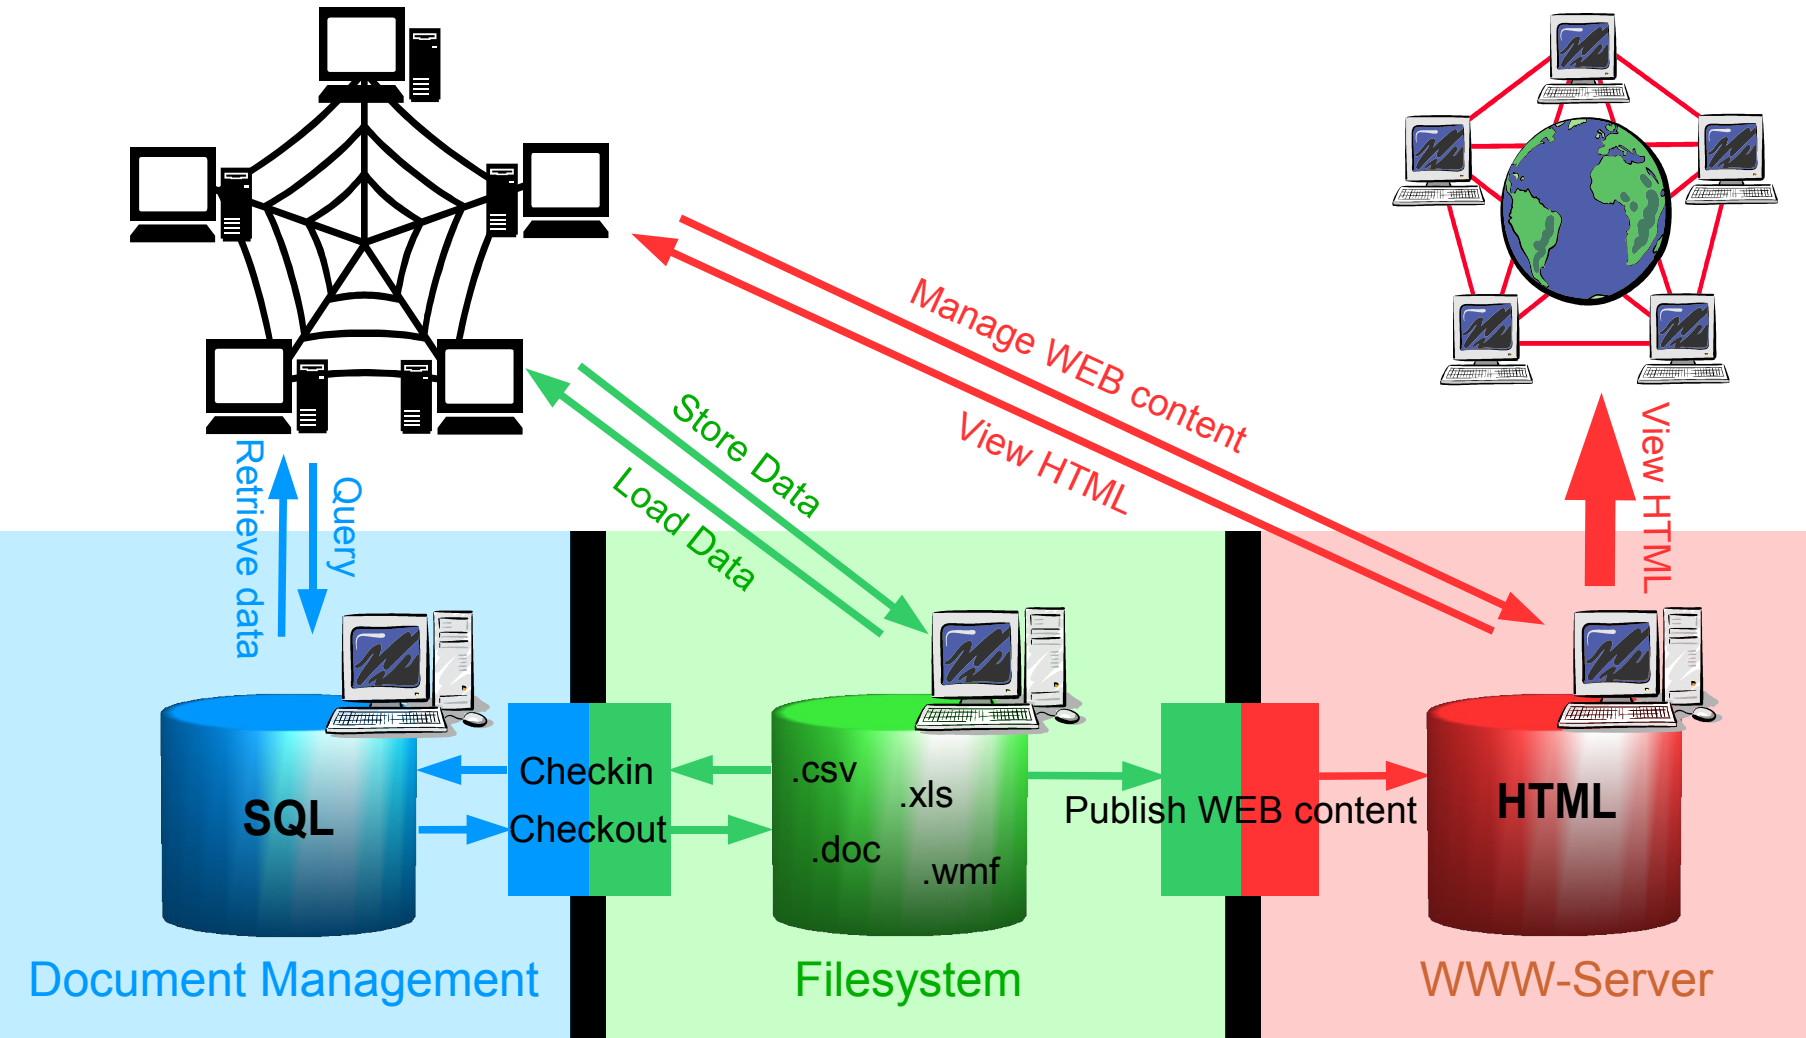 Manage WEB content
View HTML
Store Data
Load Data
Retrieve data
Query
View HTML
Checkin
Checkout
SQL
.csv
.xls
.doc
.wmf
Publish WEB content
HTML
Document Management
Filesystem
WWW-Server